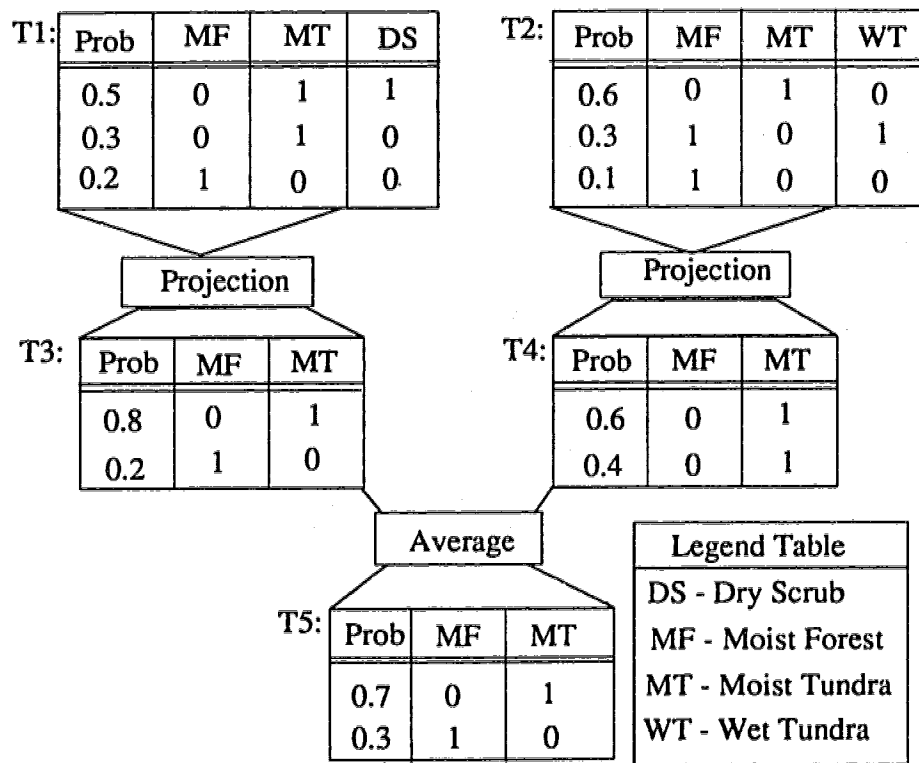 T1: Prob MF MT DS
0.5 0 1 1
0.3 0 1 0
0.2 1 0 0
T2: Prob MF MT WT
0.6 0 1 0
0.3 1 0 1
0.1 1 0 0
Projection
Projection
T3: Prob MF MT
0.8 0 1
0.2 1 0
T4: Prob MF MT
0.6 0 1
0.4 0 1
Average
T5: Prob MF MT
0.7 0 1
0.3 1 0
Legend Table
DS - Dry Scrub
MF - Moist Forest
MT - Moist Tundra
WT - Wet Tundra